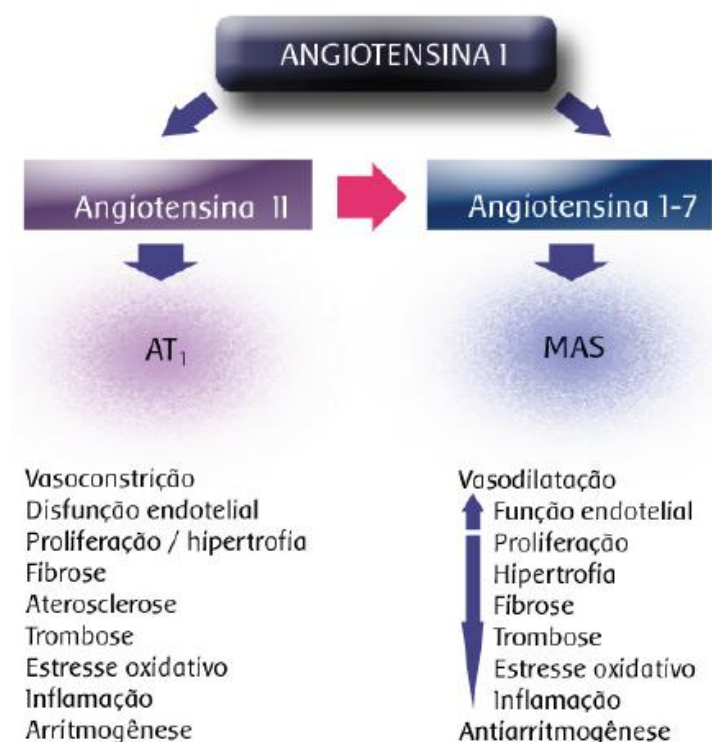 ANGIOTENSINA I
Angiotensina II
Angiotensina 1-7
AT₁
MAS
Vasoconstrição
Disfunção endotelial
Proliferação / hipertrofia
Fibrose
Aterosclerose
Trombose
Estresse oxidativo
Inflamação
Arritmogênese
Vasodilatação
Função endotelial
Proliferação
Hipertrofia
Fibrose
Trombose
Estresse oxidativo
Inflamação
Antiarritmogênese